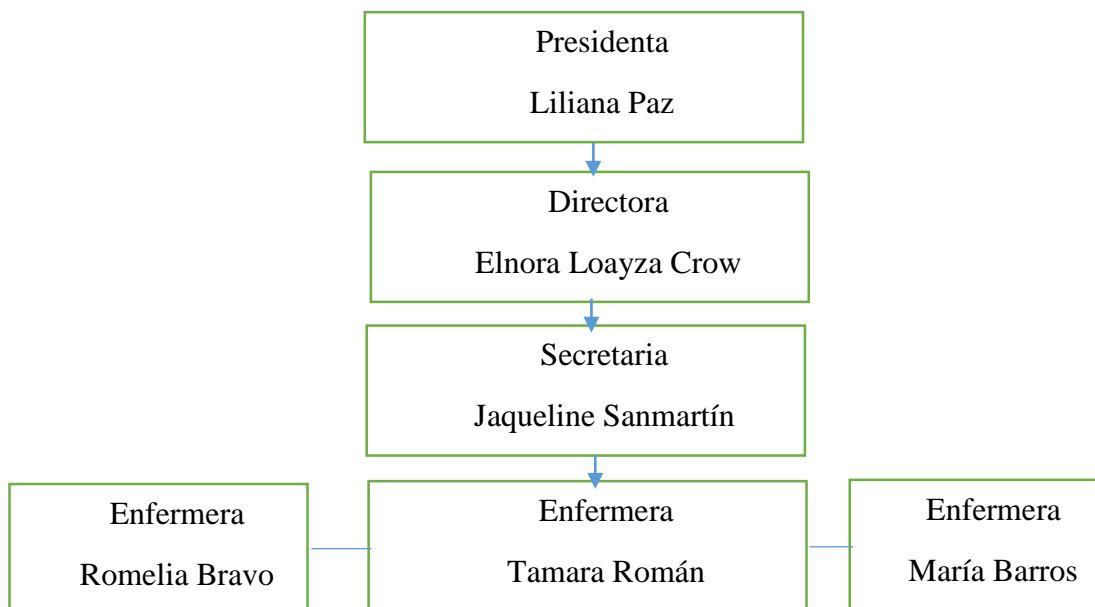 Presidenta
Liliana Paz
Directora
Elnora Loayza Crow
Secretaria
Jaqueline Sanmartín
Enfermera
Romelia Bravo
Enfermera
Tamara Román
Enfermera
María Barros